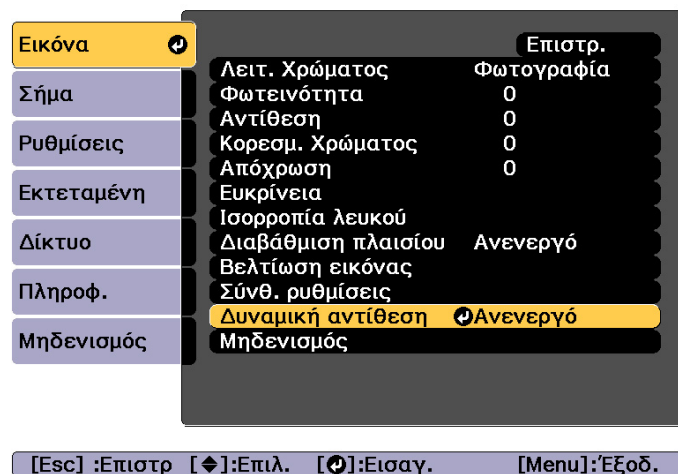 Εικόνα
Σήμα
Ρυθμίσεις
Εκτεταμένη
Δίκτυο
Πληροφ.
Μηδενισμός
Επιστρ.
Λειτ. Χρώματος Φωτογραφία
Φωτεινότητα 0
Αντίθεση 0
Κορεσμ. Χρώματος 0
Απόχρωση 0
Ευκρίνεια
Ισορροπία λευκού
Διαβάθμιση πλαισίου Ανενεργό
Βελτίωση εικόνας
Σύνθ. ρυθμίσεις
Δυναμική αντίθεση Ανενεργό
Μηδενισμός
[Esc] :Επιστρ [◆]:Επιλ. [↵]:Εισαγ. [Menu]:Έξοδ.